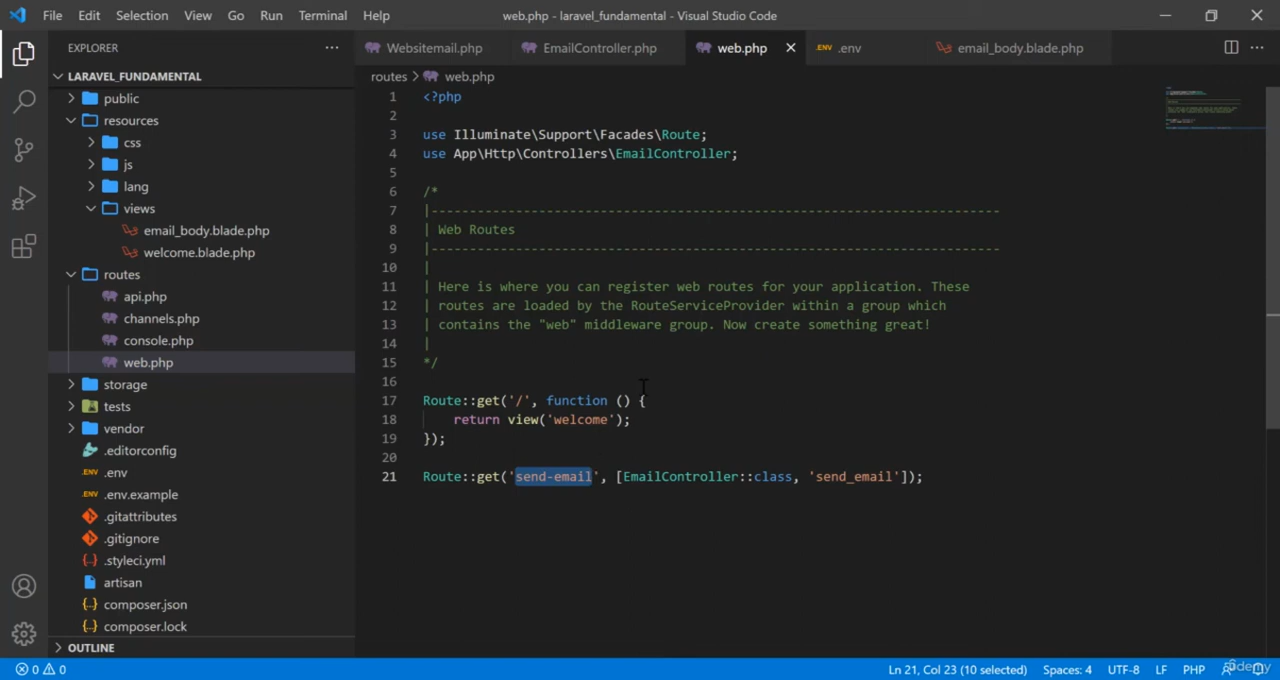 File Edit Selection View Go Run Terminal Help web.php - laravel_fundamental - Visual Studio Code
EXPLORER ...
LARAVEL_FUNDAMENTAL
public
resources
css
js
lang
views
email_body.blade.php
welcome.blade.php
routes
api.php
channels.php
console.php
web.php
storage
tests
vendor
.editorconfig
.env
.env.example
.gitattributes
.gitignore
.styleci.yml
artisan
composer.json
composer.lock
OUTLINE
Websitemail.php EmailController.php web.php .env email_body.blade.php
routes > web.php
1 <?php
2
3 use Illuminate\Support\Facades\Route;
4 use App\Http\Controllers\EmailController;
5
6 /*
7 |--------------------------------------------------------------------------
8 | Web Routes
9 |--------------------------------------------------------------------------
10 |
11 | Here is where you can register web routes for your application. These
12 | routes are loaded by the RouteServiceProvider within a group which
13 | contains the "web" middleware group. Now create something great!
14 |
15 */
16
17 Route::get('/', function () {
18 return view('welcome');
19 });
20
21 Route::get('send-email', [EmailController::class, 'send_email']);
0 0 Ln 21, Col 23 (10 selected) Spaces: 4 UTF-8 LF PHP
ûdemy